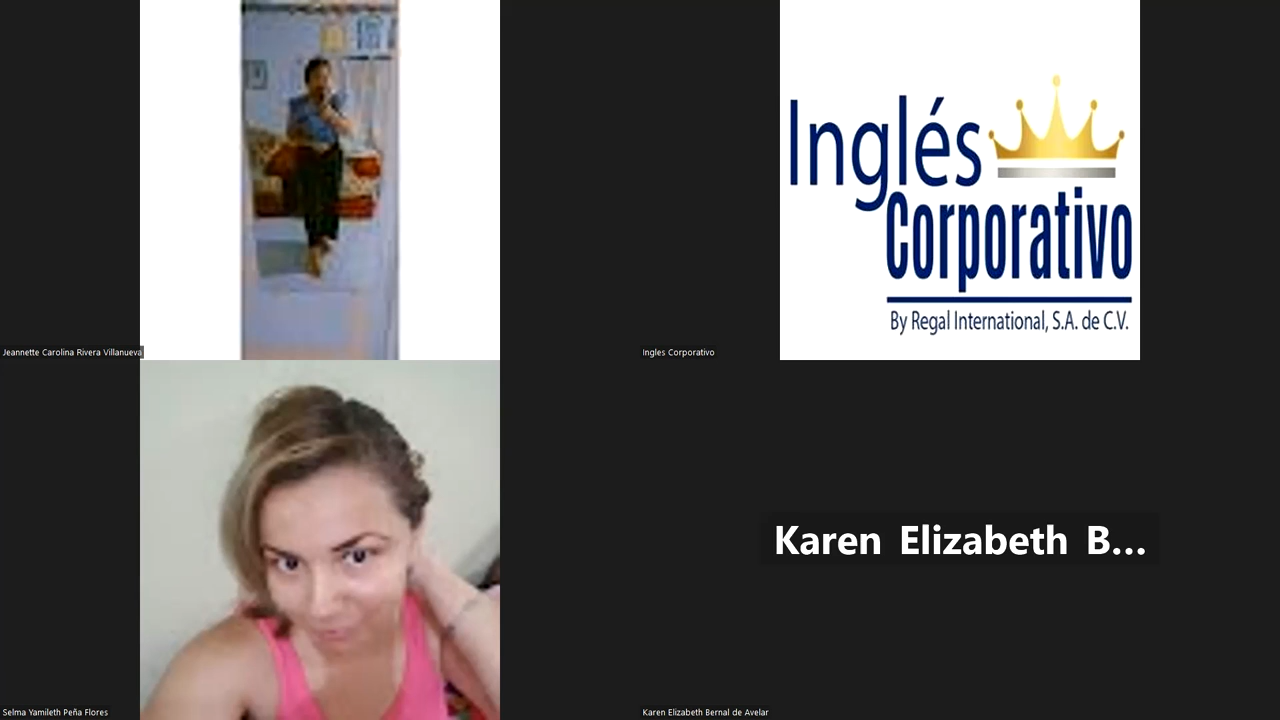 Inglés
Corporativo
By Regal International, S.A. de C.V.
Jeannette Carolina Rivera Villanueva
Ingles Corporativo
Karen Elizabeth B...
Selma Yamileth Peña Flores
Karen Elizabeth Bernal de Avelar